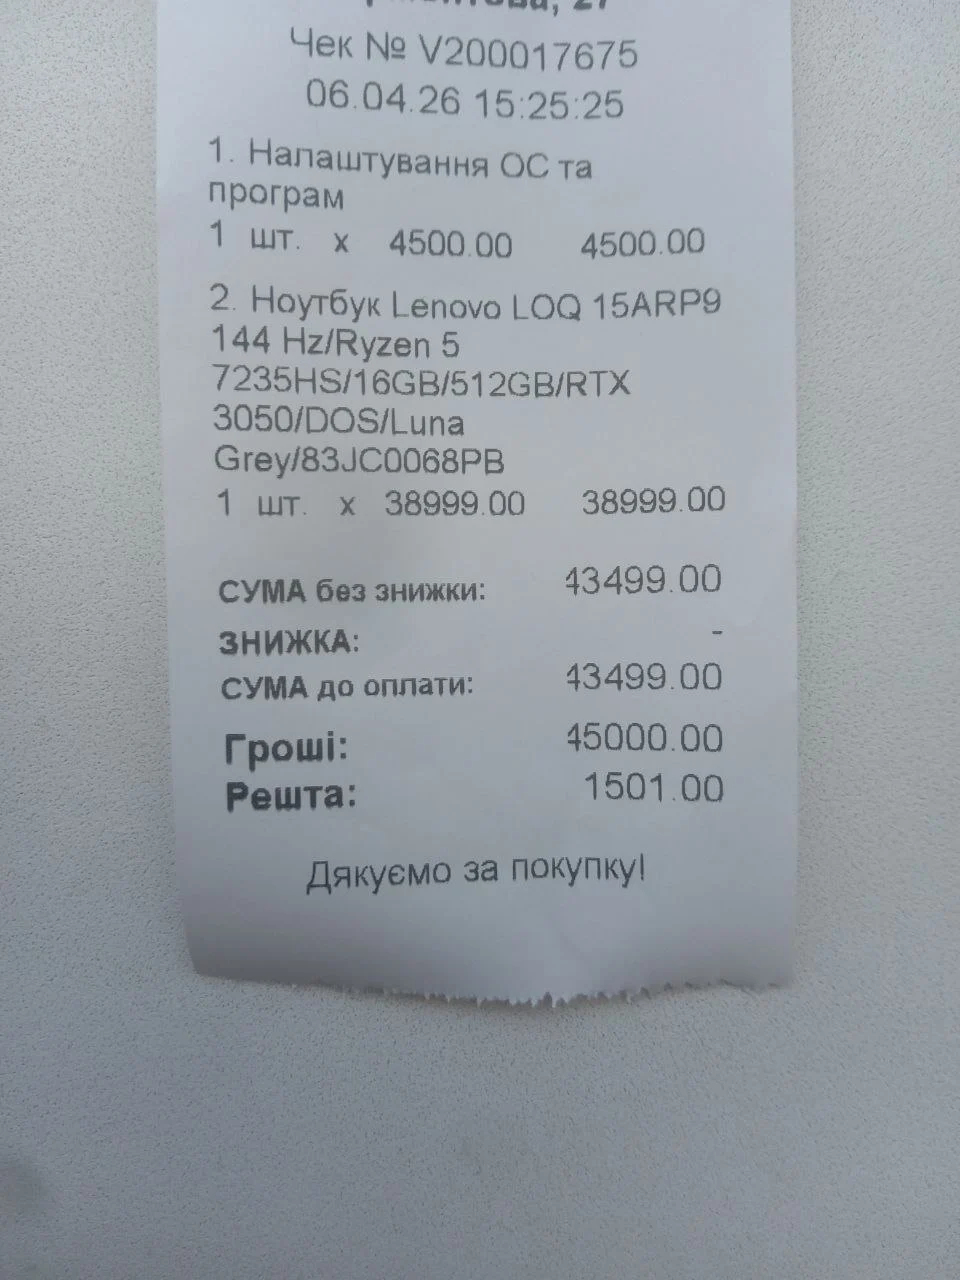 Чек № V200017675
06.04.26 15:25:25
1. Налаштування ОС та
програм
1 шт. x 4500.00 4500.00
2. Ноутбук Lenovo LOQ 15ARP9
144 Hz/Ryzen 5
7235HS/16GB/512GB/RTX
3050/DOS/Luna
Grey/83JC0068PB
1 шт. x 38999.00 38999.00
СУМА без знижки: 43499.00
ЗНИЖКА: -
СУМА до оплати: 43499.00
Гроші: 45000.00
Решта: 1501.00
Дякуємо за покупку!